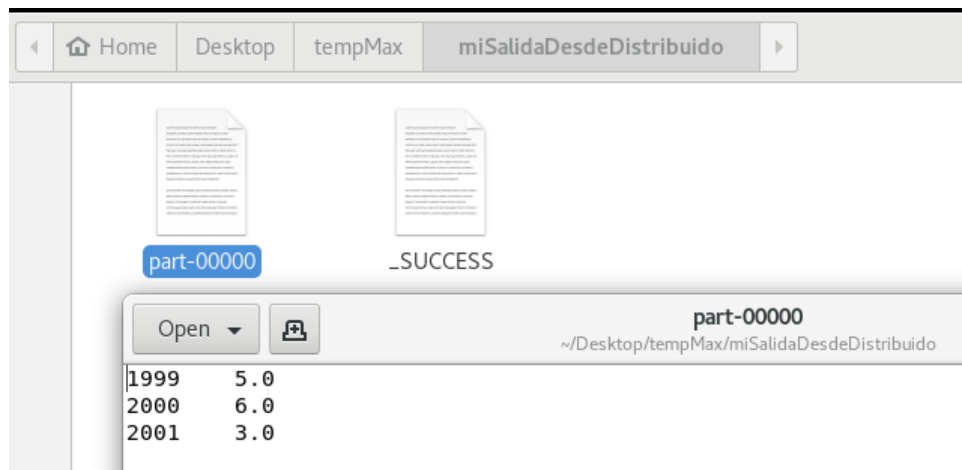 Home Desktop tempMax miSalidaDesdeDistribuido
part-00000 _SUCCESS
Open part-00000
~/Desktop/tempMax/miSalidaDesdeDistribuido
1999 5.0
2000 6.0
2001 3.0